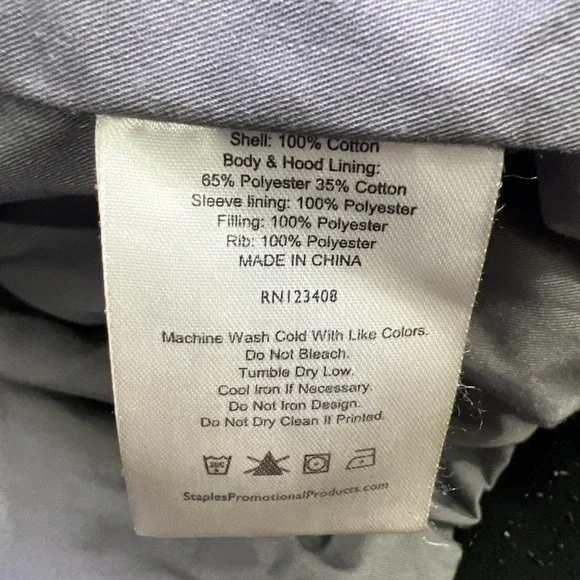 Shell: 100% Cotton
Body & Hood Lining:
65% Polyester 35% Cotton
Sleeve lining: 100% Polyester
Filling: 100% Polyester
Rib: 100% Polyester
MADE IN CHINA
RN123408
Machine Wash Cold With Like Colors.
Do Not Bleach.
Tumble Dry Low.
Cool Iron If Necessary.
Do Not Iron Design.
Do Not Dry Clean If Printed.
StaplesPromotionalProducts.com